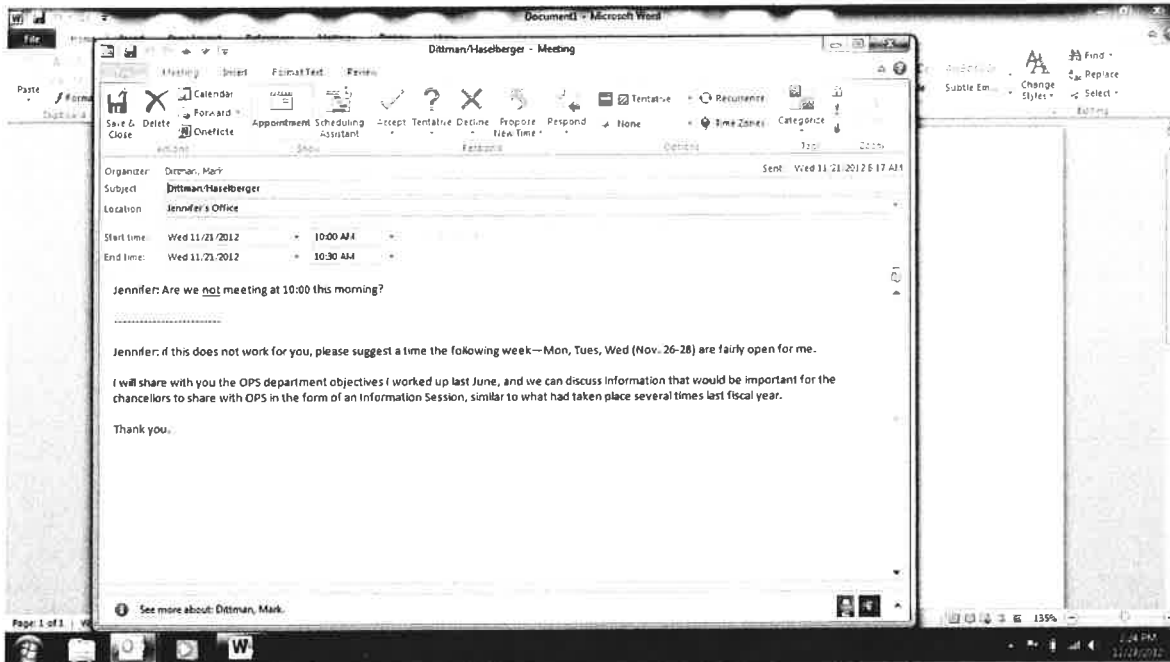 Document1 - Microsoft Word
File
Dittman/Haselberger - Meeting
Meeting Insert Format Text Review
Paste
Save & Close
Delete
Calendar
Forward
OneNote
Appointment
Scheduling Assistant
Accept
Tentative
Decline
Propose New Time
Respond
Tentative
None
Recurrence
Time Zones
Categorize
Actions
Show
Response
Options
Tags
Zoom
Subtle Em...
Change Styles
Find
Replace
Select
Editing
Organizer: Dittman, Mark
Sent: Wed 11/21/2012 8:17 AM
Subject: Dittman/Haselberger
Location: Jennifer's Office
Start time: Wed 11/21/2012 10:00 AM
End time: Wed 11/21/2012 10:30 AM
Jennifer: Are we not meeting at 10:00 this morning?
Jennifer: if this does not work for you, please suggest a time the following week—Mon, Tues, Wed (Nov. 26-28) are fairly open for me.
I will share with you the OPS department objectives I worked up last June, and we can discuss information that would be important for the
chancellors to share with OPS in the form of an Information Session, similar to what had taken place several times last fiscal year.
Thank you.
See more about: Dittman, Mark.
Page: 1 of 1
135%
W